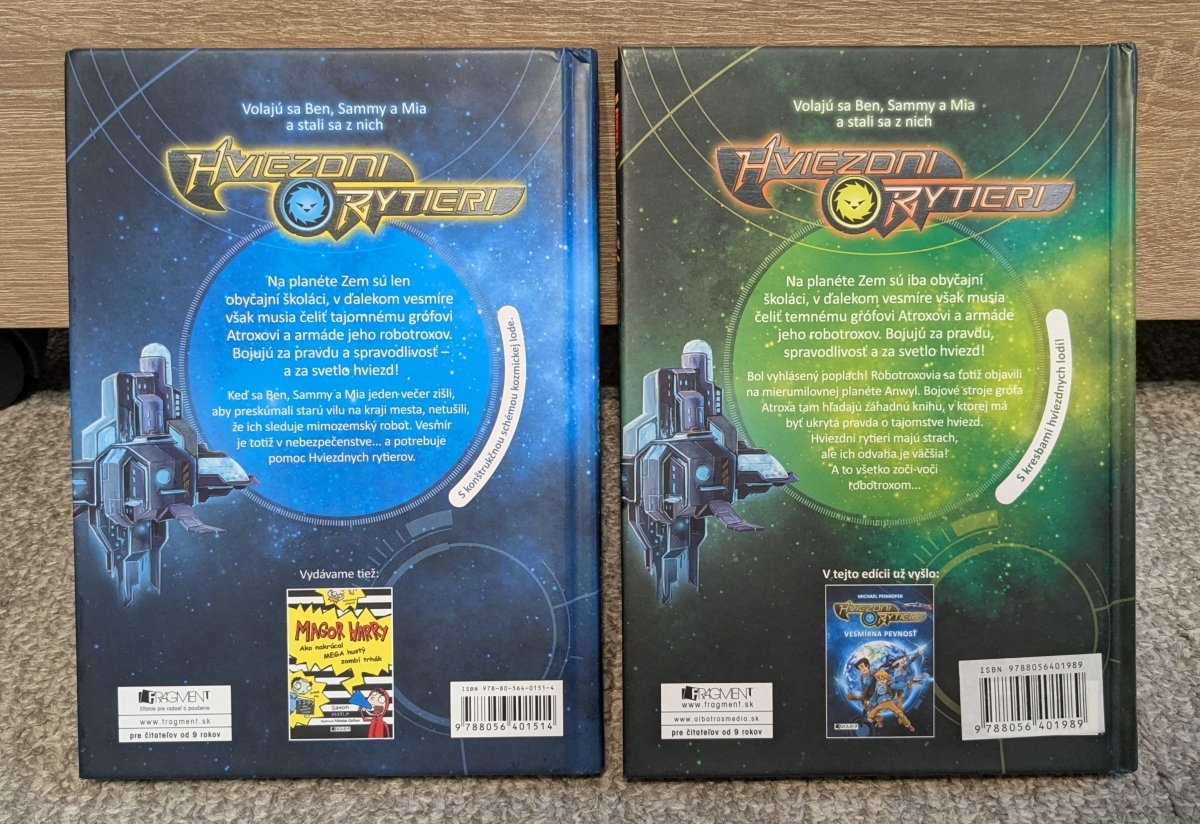 Volajú sa Ben, Sammy a Mia
a stali sa z nich
HVIEZDNI
RYTIERI
Na planéte Zem sú len
obyčajní školáci, v ďalekom vesmíre
však musia čeliť tajomnému grófovi
Atroxovi a armáde jeho robotroxov.
Bojujú za pravdu a spravodlivosť –
a za svetlo hviezd!
Keď sa Ben, Sammy a Mia jeden večer zišli,
aby preskúmali starú vilu na kraji mesta, netušili,
že ich sleduje mimozemský robot. Vesmír
je totiž v nebezpečenstve... a potrebuje
pomoc Hviezdnych rytierov.
S konštrukčnou schémou kozmickej lode.
Vydávame tiež:
MAGOR HARRY
Ako nakrúcal
MEGA hustý
zombí trhák
Simon
FRAGMENT
čítanie pre radosť a poučenie
www.fragment.sk
pre čitateľov od 9 rokov
ISBN 978-80-564-0151-4
9 788056 401514
Volajú sa Ben, Sammy a Mia
a stali sa z nich
HVIEZDNI
RYTIERI
Na planéte Zem sú iba obyčajní
školáci, v ďalekom vesmíre však musia
čeliť temnému grófovi Atroxovi a armáde
jeho robotroxov. Bojujú za pravdu,
spravodlivosť a za svetlo hviezd!
Bol vyhlásený poplach! Robotroxovia sa totiž objavili
na mierumilovnej planéte Anwyl. Bojové stroje grófa
Atroxa tam hľadajú záhadnú knihu, v ktorej má
byť ukrytá pravda o tajomstve hviezd.
Hviezdni rytieri majú strach,
ale ich odvaha je väčšia!
A to všetko zoči-voči
robotroxom...
S kresbami hviezdnych lodí!
V tejto edícii už vyšlo:
MICHAEL PEINKOFER
HVIEZDNI
RYTIERI
VESMÍRNA PEVNOSŤ
FRAGMENT
www.fragment.sk
www.albatrosmedia.sk
pre čitateľov od 9 rokov
ISBN 9788056401989
9 788056 401989